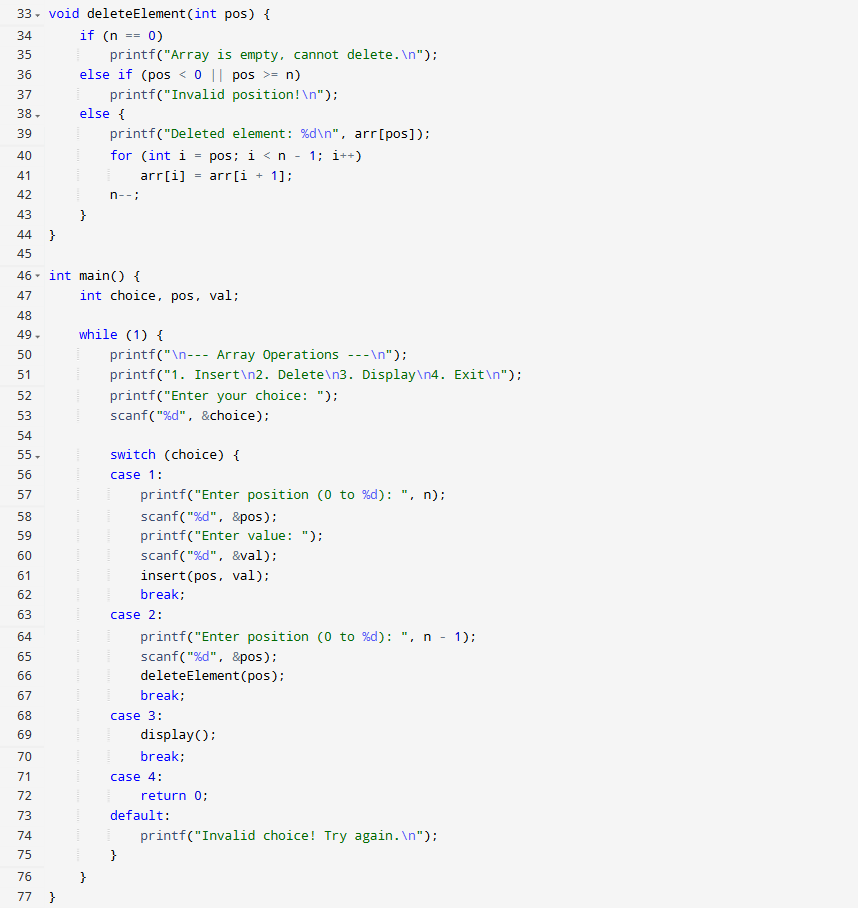 33 void deleteElement(int pos) {
34     if (n == 0)
35         printf("Array is empty, cannot delete.\n");
36     else if (pos < 0 || pos >= n)
37         printf("Invalid position!\n");
38     else {
39         printf("Deleted element: %d\n", arr[pos]);
40         for (int i = pos; i < n - 1; i++)
41             arr[i] = arr[i + 1];
42         n--;
43     }
44 }
45
46 int main() {
47     int choice, pos, val;
48
49     while (1) {
50         printf("\n--- Array Operations ---\n");
51         printf("1. Insert\n2. Delete\n3. Display\n4. Exit\n");
52         printf("Enter your choice: ");
53         scanf("%d", &choice);
54
55         switch (choice) {
56         case 1:
57             printf("Enter position (0 to %d): ", n);
58             scanf("%d", &pos);
59             printf("Enter value: ");
60             scanf("%d", &val);
61             insert(pos, val);
62             break;
63         case 2:
64             printf("Enter position (0 to %d): ", n - 1);
65             scanf("%d", &pos);
66             deleteElement(pos);
67             break;
68         case 3:
69             display();
70             break;
71         case 4:
72             return 0;
73         default:
74             printf("Invalid choice! Try again.\n");
75         }
76     }
77 }